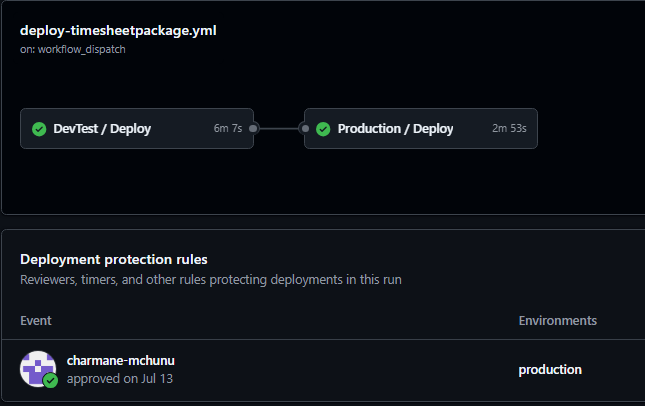 deploy-timesheetpackage.yml
on: workflow_dispatch
DevTest / Deploy 6m 7s
Production / Deploy 2m 53s
Deployment protection rules
Reviewers, timers, and other rules protecting deployments in this run
Event Environments
charmane-mchunu
approved on Jul 13
production